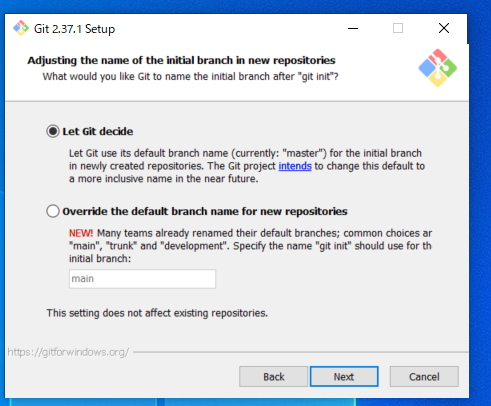 Git 2.37.1 Setup
Adjusting the name of the initial branch in new repositories
What would you like Git to name the initial branch after "git init"?
Let Git decide
Let Git use its default branch name (currently: "master") for the initial branch
in newly created repositories. The Git project intends to change this default to
a more inclusive name in the near future.
Override the default branch name for new repositories
NEW! Many teams already renamed their default branches; common choices ar
"main", "trunk" and "development". Specify the name "git init" should use for th
initial branch:
main
This setting does not affect existing repositories.
https://gitforwindows.org/
Back Next Cancel